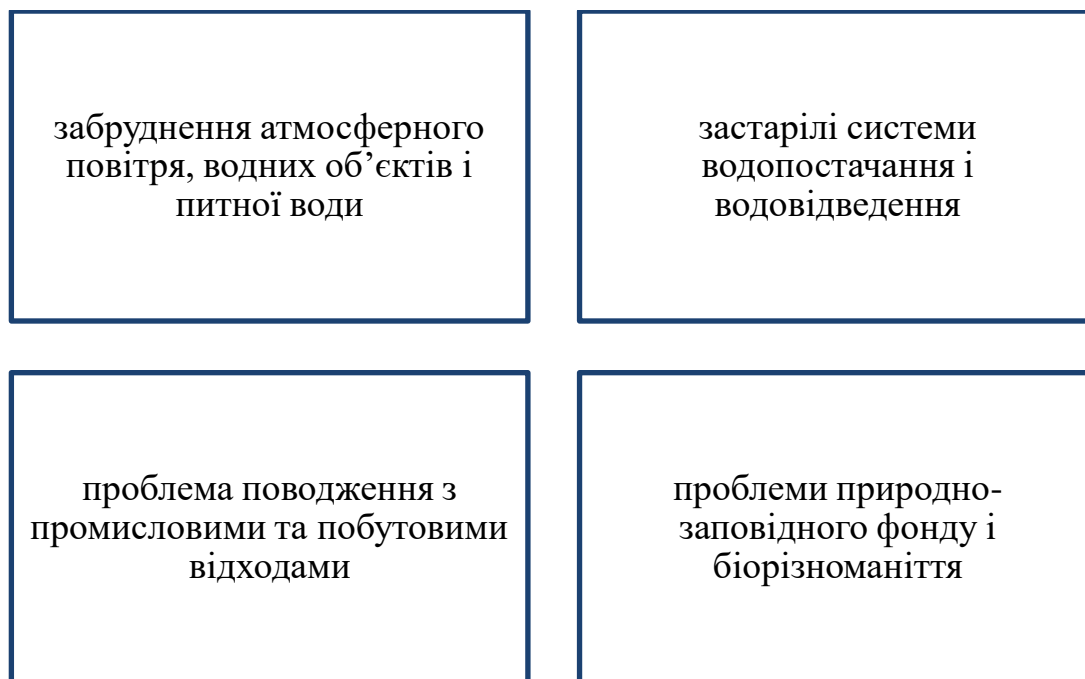 забруднення атмосферного
повітря, водних об’єктів і
питної води
застарілі системи
водопостачання і
водовідведення
проблема поводження з
промисловими та побутовими
відходами
проблеми природно-
заповідного фонду і
біорізноманіття